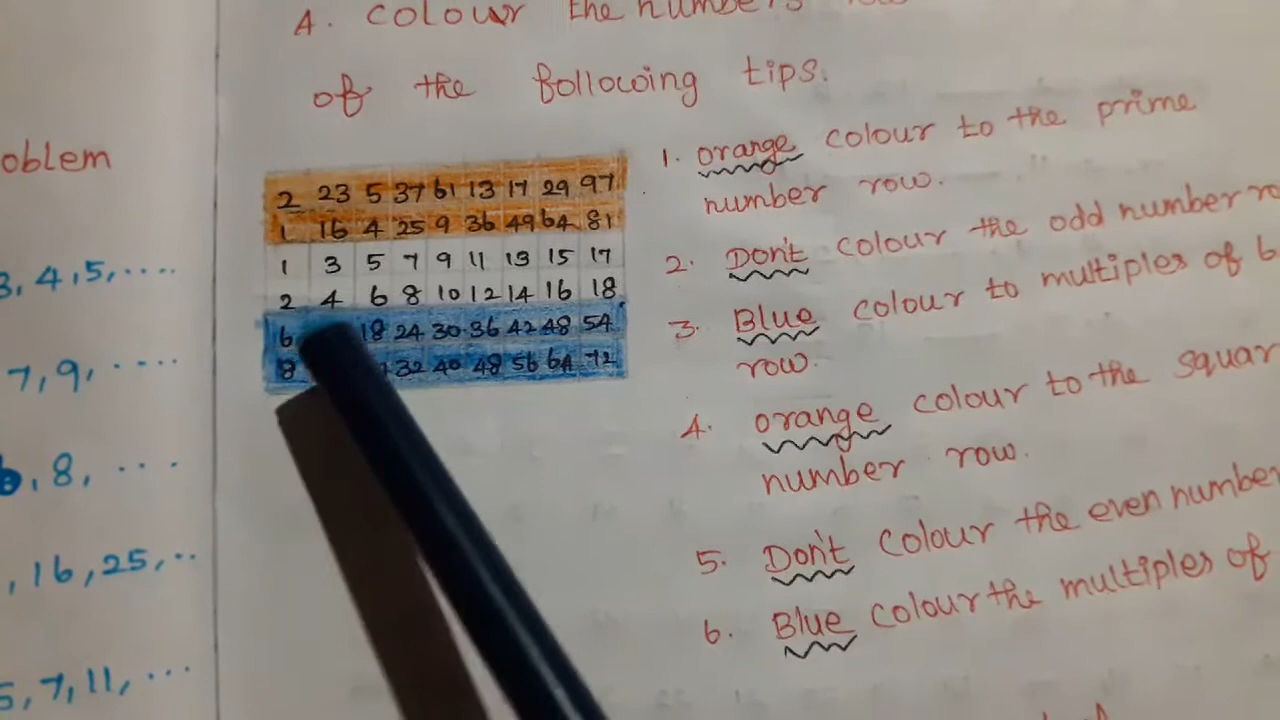 4. Colour the numbers
of the following tips.
oblem
3, 4, 5, ....
7, 9, ....
6, 8, ...
, 16, 25, ..
5, 7, 11, ...
2 23 5 37 61 13 17 29 97
1 16 4 25 9 36 49 64 81
1 3 5 7 9 11 13 15 17
2 4 6 8 10 12 14 16 18
6 18 24 30 36 42 48 54
8 32 40 48 56 64 72
1. orange colour to the prime
number row.
2. Don't colour the odd number ro
3. Blue colour to multiples of 6
row.
4. orange colour to the squar
number row.
5. Don't colour the even number
6. Blue colour the multiples of